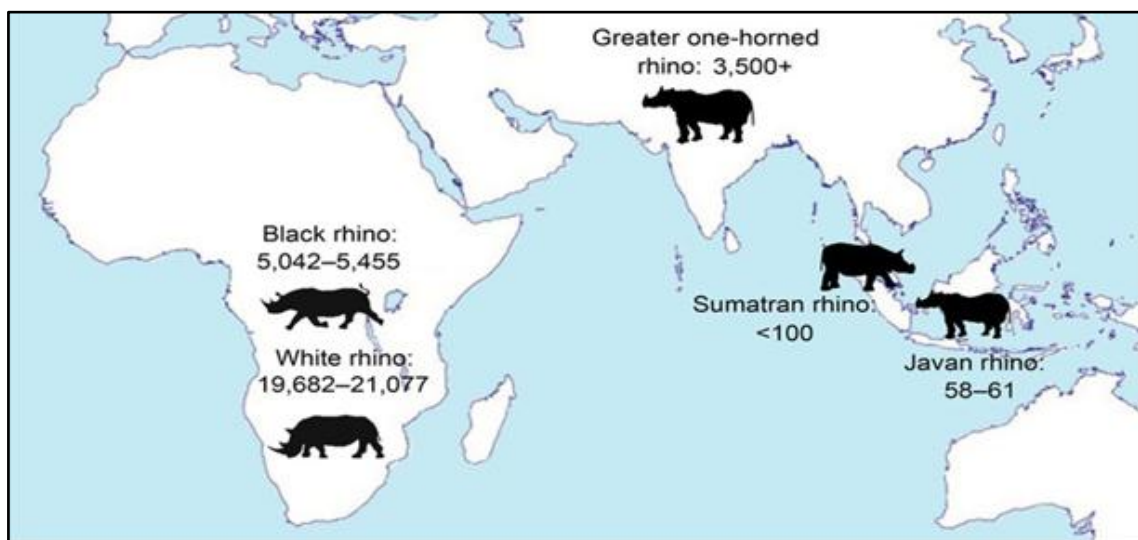 Greater one-horned
rhino: 3,500+
Black rhino:
5,042–5,455
Sumatran rhino:
<100
White rhino:
19,682–21,077
Javan rhino:
58–61